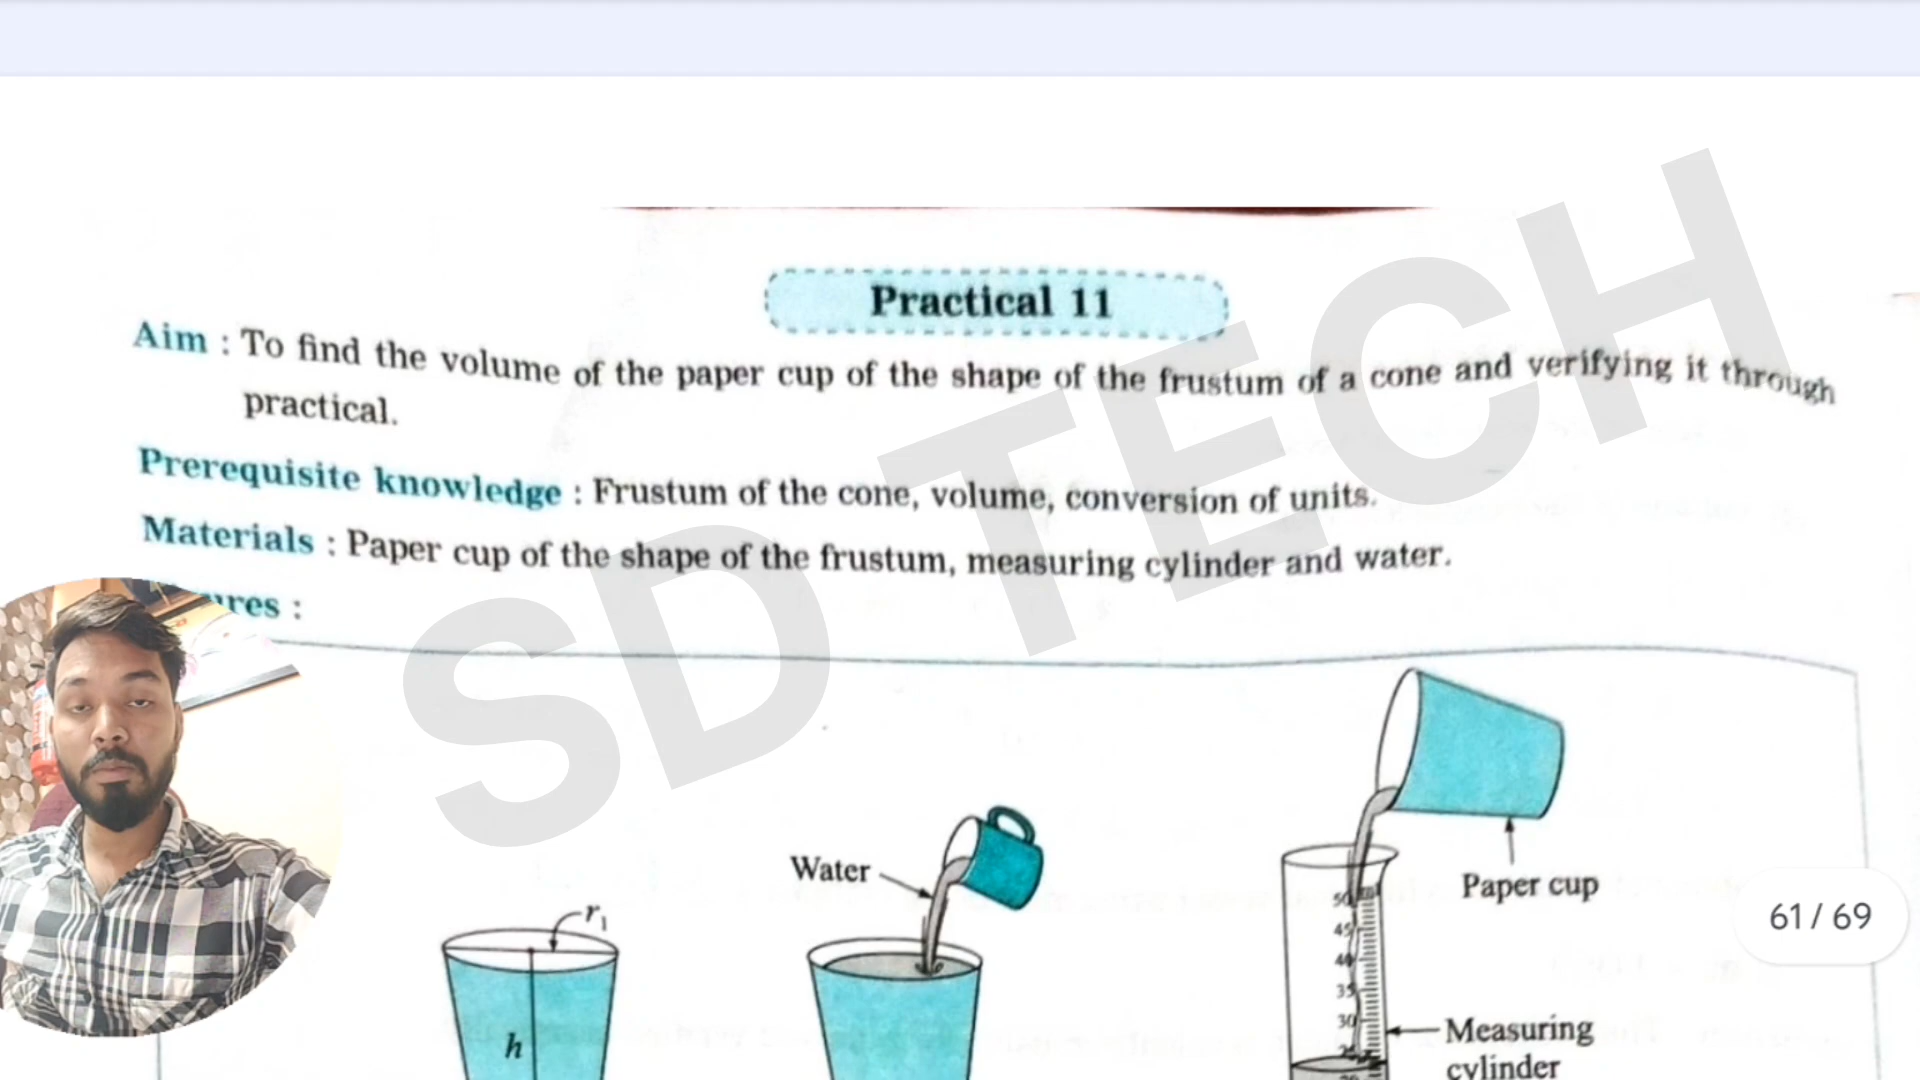 Practical 11
Aim : To find the volume of the paper cup of the shape of the frustum of a cone and verifying it through
practical.
Prerequisite knowledge : Frustum of the cone, volume, conversion of units.
Materials : Paper cup of the shape of the frustum, measuring cylinder and water.
ures :
SD TECH
Water
Paper cup
r₁
50
45
40
35
30
25
61 / 69
h
Measuring
cylinder